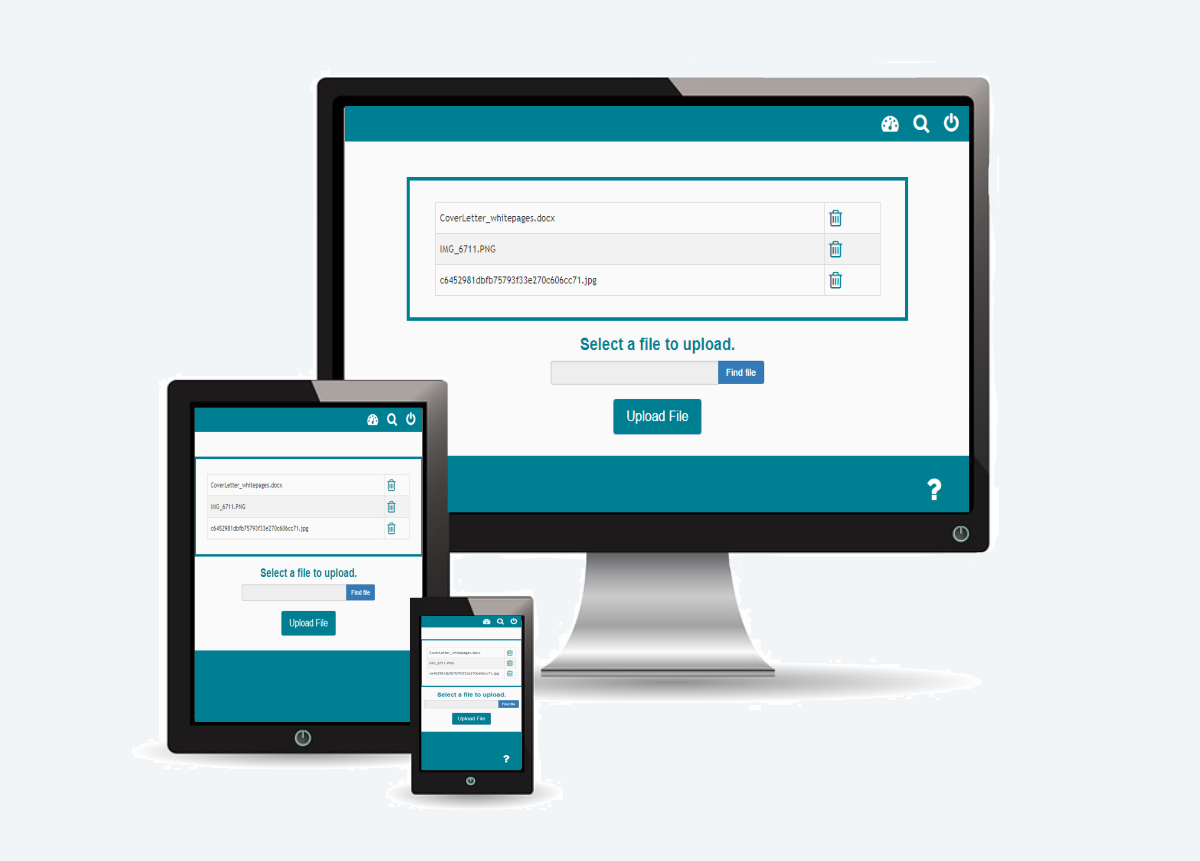 CoverLetter_whitepages.docx
IMG_6711.PNG
c6452981dbfb75793f33e270c606cc71.jpg
Select a file to upload.
Find file
Upload File
?
CoverLetter_whitepages.docx
IMG_6711.PNG
c6452981dbfb75793f33e270c606cc71.jpg
Select a file to upload.
Find file
Upload File
CoverLetter_whitepages.docx
IMG_6711.PNG
c6452981dbfb75793f33e270c606cc71.jpg
Select a file to upload.
Find file
Upload File
?